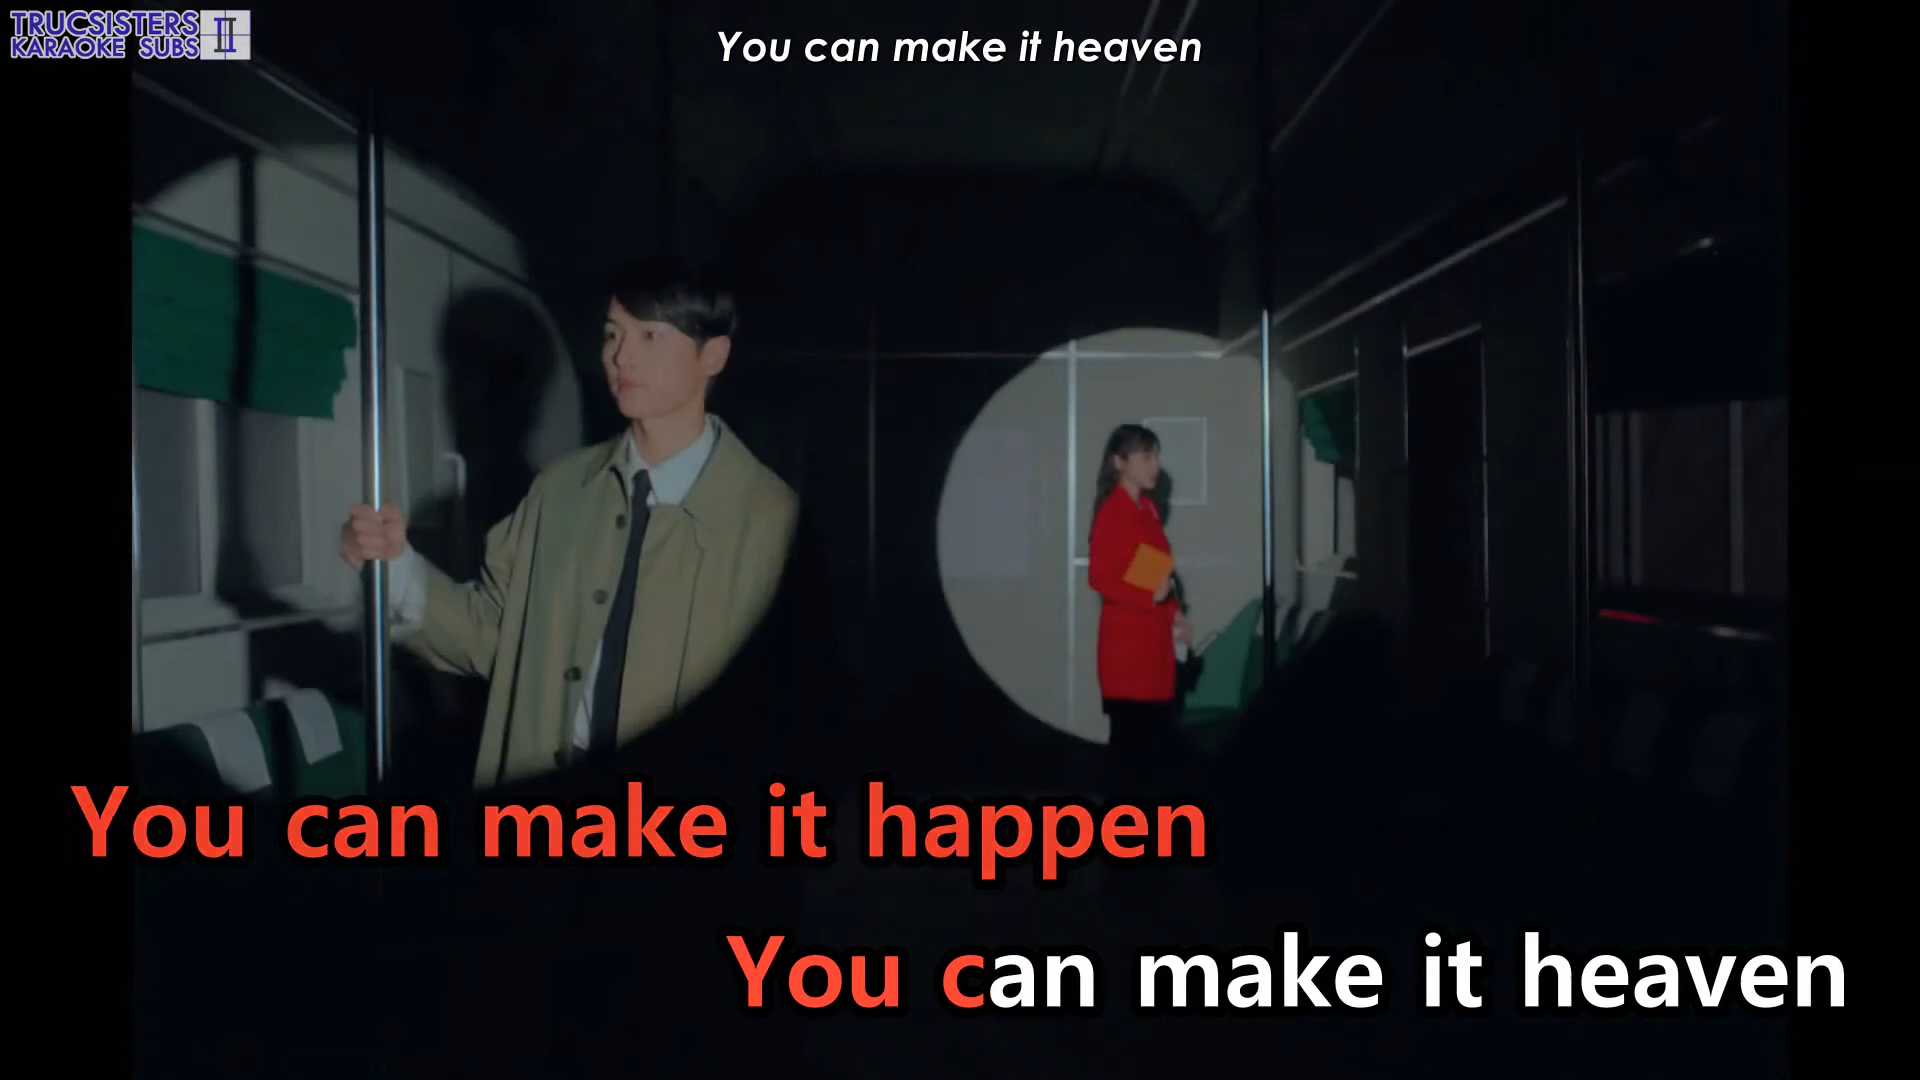 TRUCSISTERS
KARAOKE SUBS II
You can make it heaven
You can make it happen
You can make it heaven